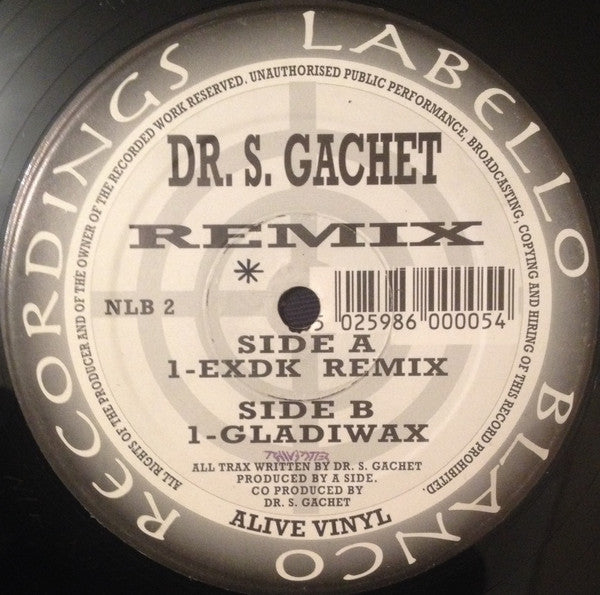 LABELLO BLANCO RECORDINGS
ALL RIGHTS OF THE PRODUCER AND OF THE OWNER OF THE RECORDED WORK RESERVED. UNAUTHORISED PUBLIC PERFORMANCE, BROADCASTING, COPYING AND HIRING OF THIS RECORD PROHIBITED.
DR. S. GACHET
REMIX
*
NLB 2
5 025986 000054
SIDE A
1-EXDK REMIX
SIDE B
1-GLADIWAX
ALL TRAX WRITTEN BY DR. S. GACHET
PRODUCED BY A SIDE.
CO PRODUCED BY
DR. S. GACHET
ALIVE VINYL